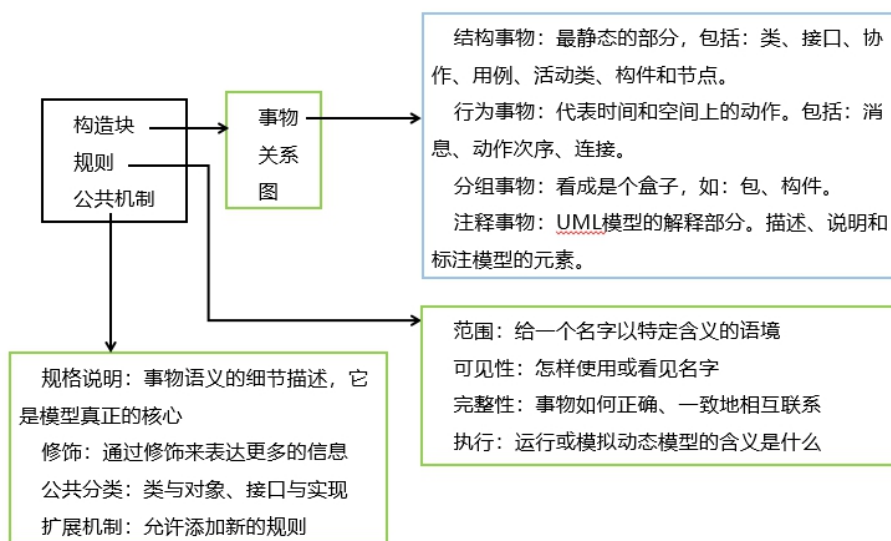 构造块
规则
公共机制
事物
关系
图
结构事物：最静态的部分，包括：类、接口、协
作、用例、活动类、构件和节点。
行为事物：代表时间和空间上的动作。包括：消
息、动作次序、连接。
分组事物：看成是个盒子，如：包、构件。
注释事物：UML模型的解释部分。描述、说明和
标注模型的元素。
范围：给一个名字以特定含义的语境
可见性：怎样使用或看见名字
完整性：事物如何正确、一致地相互联系
执行：运行或模拟动态模型的含义是什么
规格说明：事物语义的细节描述，它
是模型真正的核心
修饰：通过修饰来表达更多的信息
公共分类：类与对象、接口与实现
扩展机制：允许添加新的规则